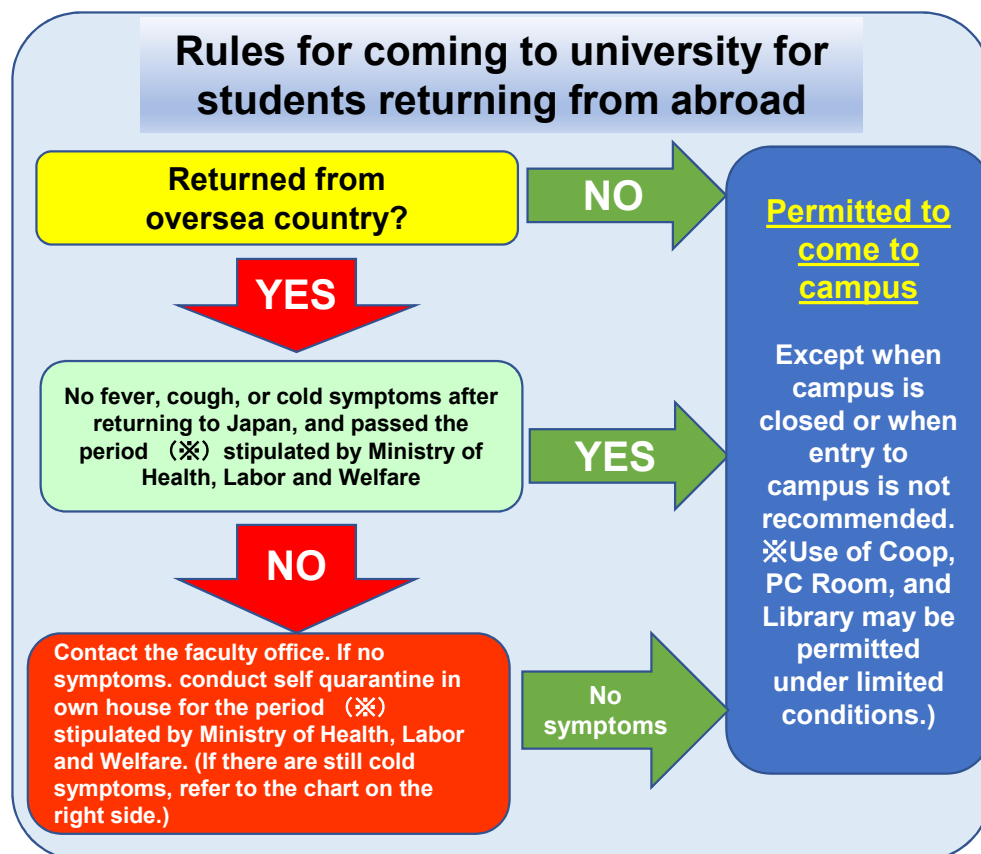 Rules for coming to university for
students returning from abroad
Returned from
oversea country?
NO
YES
No fever, cough, or cold symptoms after
returning to Japan, and passed the
period （※）stipulated by Ministry of
Health, Labor and Welfare
YES
NO
Contact the faculty office. If no
symptoms. conduct self quarantine in
own house for the period （※）
stipulated by Ministry of Health, Labor
and Welfare. (If there are still cold
symptoms, refer to the chart on the
right side.)
No
symptoms
Permitted to
come to
campus
Except when
campus is
closed or when
entry to
campus is not
recommended.
※Use of Coop,
PC Room, and
Library may be
permitted
under limited
conditions.)